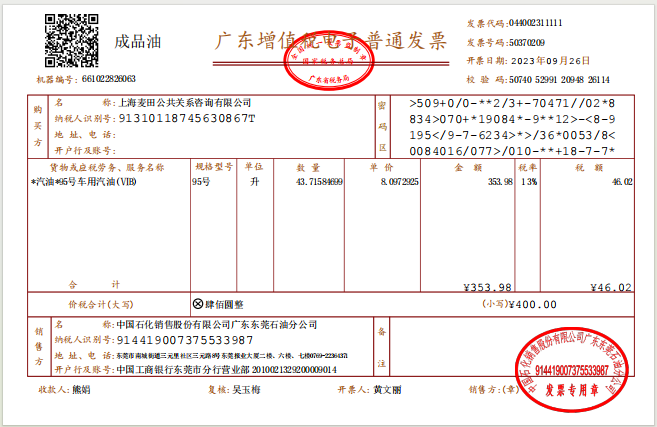 成品油
广东增值税电子普通发票
全国统一发票监制章
国家税务总局
广东省税务局
发票代码:044002311111
发票号码:50370209
开票日期:2023年09月26日
校 验 码:50740 52991 20948 26114
机器编号:661022826063
购买方
名 称:上海麦田公共关系咨询有限公司
纳税人识别号:91310118745630867T
地 址、电 话:
开户行及账号:
密码区
>509+0/0-**2/3+-70471//02*8
834>070+*19084*-9**12>-<8-9
195</9-7-6234*+>/36*0053/8<
0084016/077>/010-**+18-7-7*
货物或应税劳务、服务名称 规格型号 单位 数 量 单 价 金 额 税率 税 额
*汽油*95号车用汽油(VIB) 95号 升 43.71584699 8.0972925 353.98 13% 46.02
合 计 ¥353.98 ¥46.02
价税合计(大写) ⊗肆佰圆整 (小写)¥400.00
销售方
名 称:中国石化销售股份有限公司广东东莞石油分公司
纳税人识别号:914419007375533987
地 址、电 话:东莞市南城街道三元里社区三元路8号东莞报业大厦二楼、六楼、七楼0769-22364371
开户行及账号:中国工商银行东莞市分行营业部 2010021329200009014
备注
收款人:熊娟 复核:吴玉梅 开票人:黄文丽 销售方:(章)
中国石化销售股份有限公司广东东莞石油分公司
914419007375533987
发票专用章